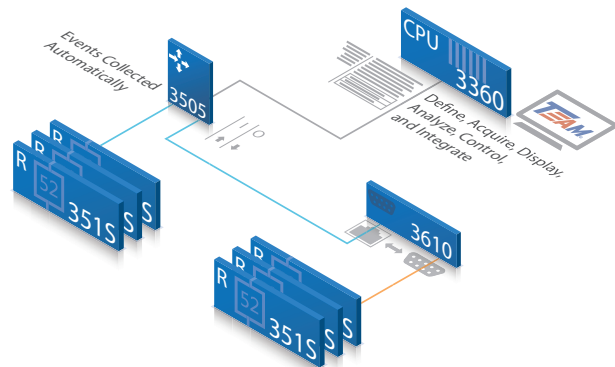 Events Collected
Automatically
3505
CPU
3360
TEAM
Define, Acquire, Display,
Analyze, Control,
and Integrate
R
R
R
52
351S
S
S
3610
R
R
R
52
351S
S
S